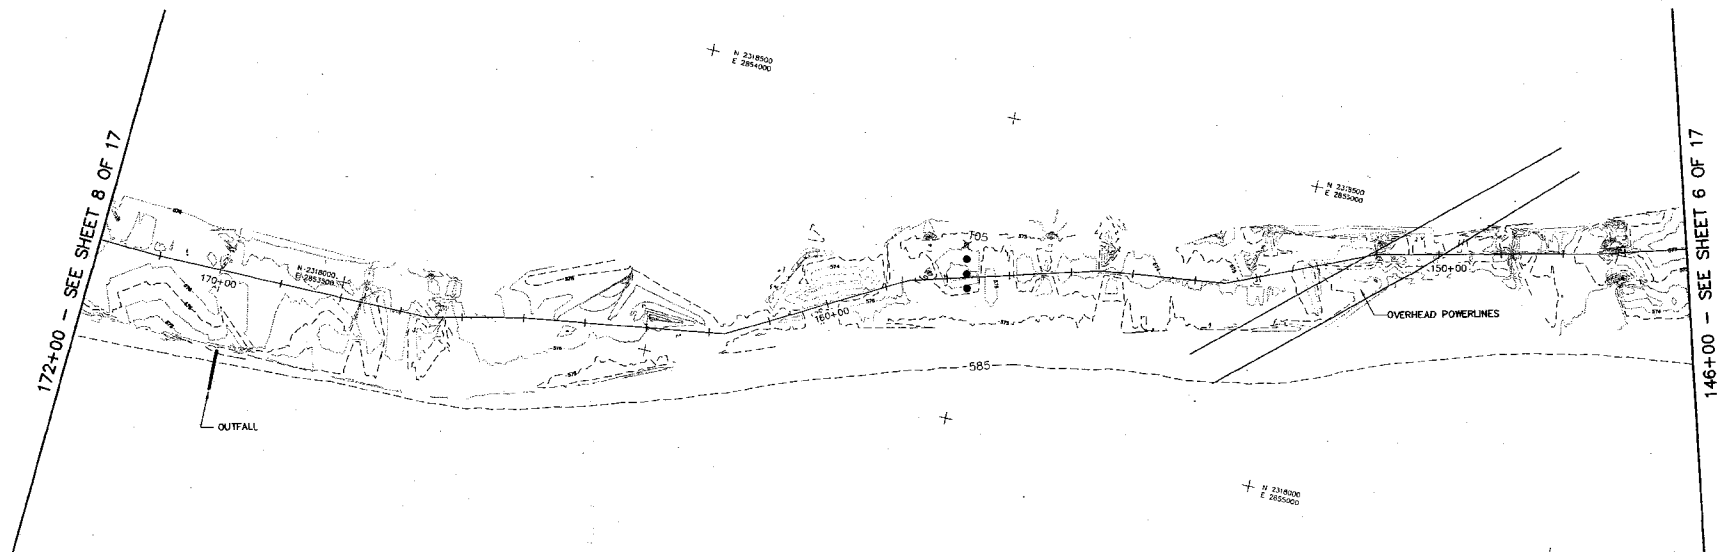 N 2318500
E 2854000
172+00 - SEE SHEET 8 OF 17
146+00 - SEE SHEET 6 OF 17
N 2318500
E 2855000
N 2318000
E 2853500
170+00
T05
160+00
150+00
OVERHEAD POWERLINES
585
OUTFALL
N 2318000
E 2855000